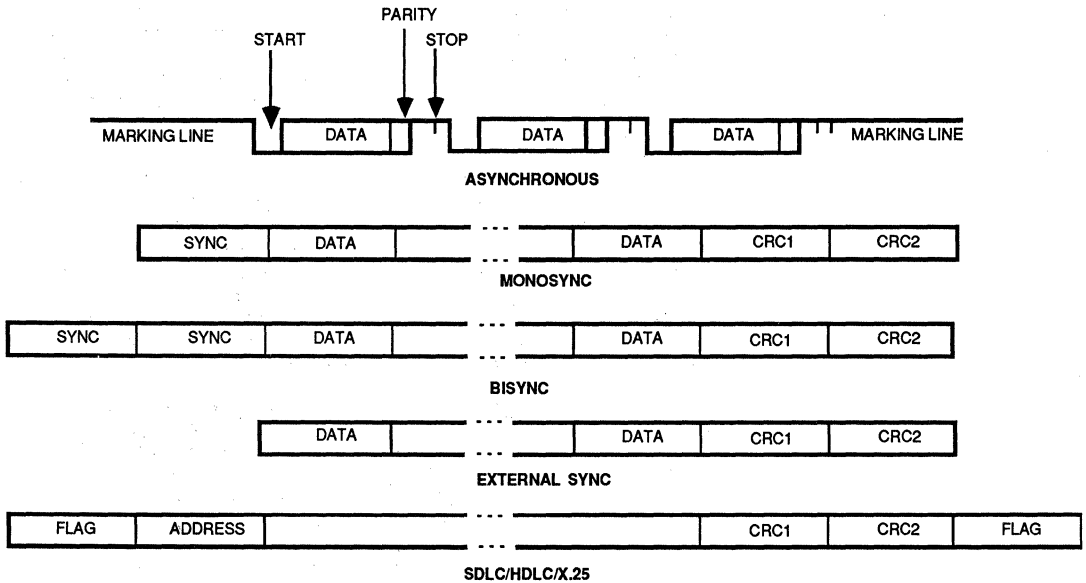 PARITY
START STOP
MARKING LINE DATA DATA DATA MARKING LINE
ASYNCHRONOUS
SYNC DATA DATA CRC1 CRC2
MONOSYNC
SYNC SYNC DATA DATA CRC1 CRC2
BISYNC
DATA DATA CRC1 CRC2
EXTERNAL SYNC
FLAG ADDRESS CRC1 CRC2 FLAG
SDLC/HDLC/X.25